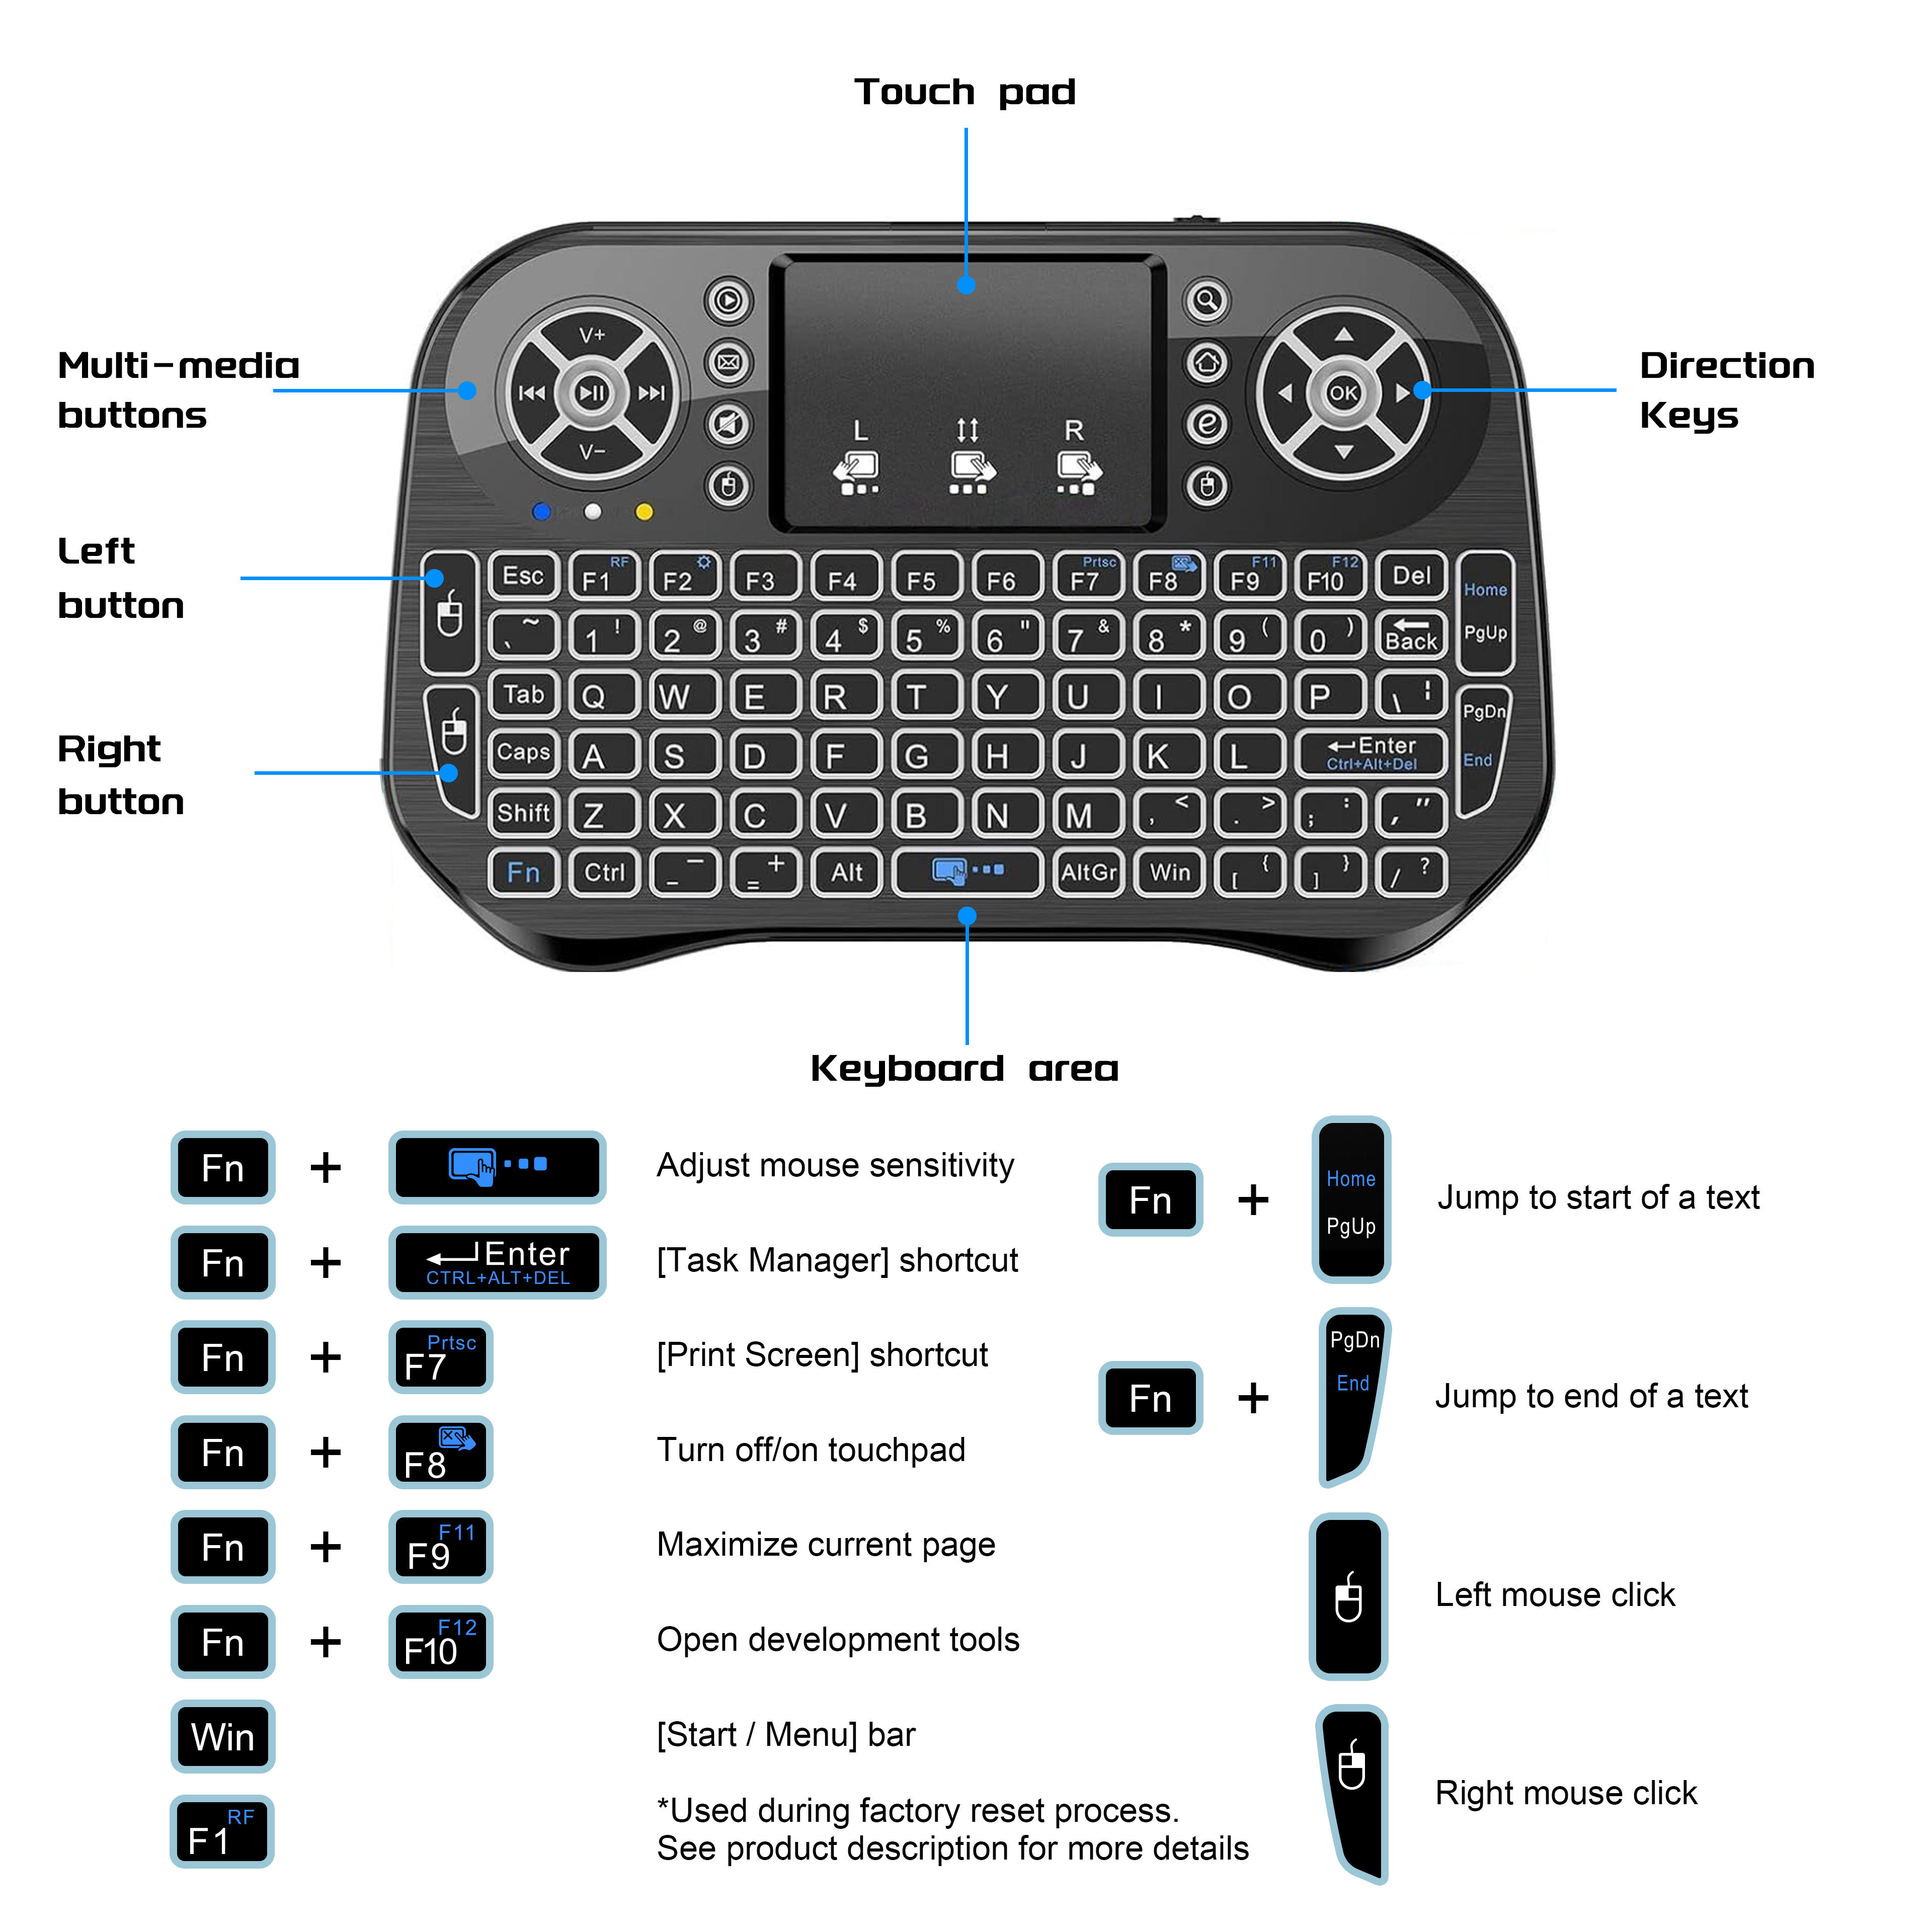 Touch pad
Multi-media
buttons
Direction
Keys
Left
button
Right
button
V+
V-
OK
L
R
Esc
F1 RF
F2
F3
F4
F5
F6
F7 Prtsc
F8
F9 F11
F10 F12
Del
Home
PgUp
` ~
1 !
2 @
3 #
4 $
5 %
6 "
7 &
8 *
9 (
0 )
Back
Tab
Q
W
E
R
T
Y
U
I
O
P
\ ¦
PgDn
End
Caps
A
S
D
F
G
H
J
K
L
Enter
Ctrl+Alt+Del
Shift
Z
X
C
V
B
N
M
, <
. >
; :
, "
Fn
Ctrl
_ —
= +
Alt
AltGr
Win
[ {
] }
/ ?
Keyboard area
Fn + Adjust mouse sensitivity
Fn + Enter
CTRL+ALT+DEL
[Task Manager] shortcut
Fn + F7 Prtsc [Print Screen] shortcut
Fn + F8 Turn off/on touchpad
Fn + F9 F11 Maximize current page
Fn + F10 F12 Open development tools
Win [Start / Menu] bar
F1 RF
*Used during factory reset process.
See product description for more details
Fn + Home
PgUp
Jump to start of a text
Fn + PgDn
End
Jump to end of a text
Left mouse click
Right mouse click